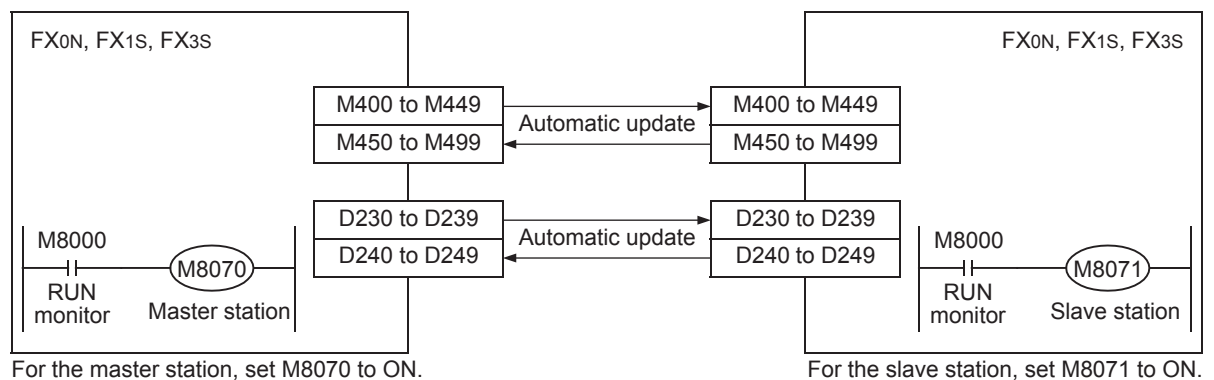 FX0N, FX1S, FX3S
M400 to M449
M450 to M499
Automatic update
M400 to M449
M450 to M499
D230 to D239
D240 to D249
Automatic update
D230 to D239
D240 to D249
M8000
M8070
RUN
monitor
Master station
For the master station, set M8070 to ON.
FX0N, FX1S, FX3S
M8000
M8071
RUN
monitor
Slave station
For the slave station, set M8071 to ON.